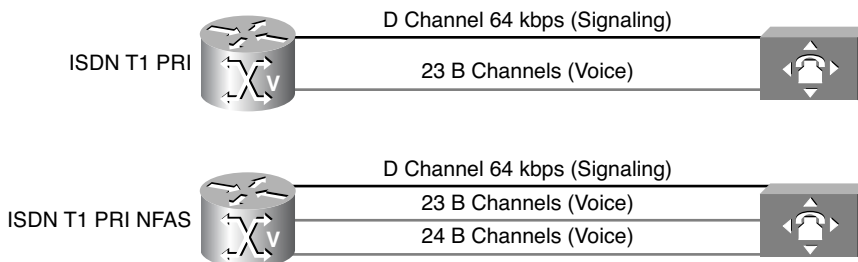 D Channel 64 kbps (Signaling)
ISDN T1 PRI
23 B Channels (Voice)
V
D Channel 64 kbps (Signaling)
23 B Channels (Voice)
ISDN T1 PRI NFAS
24 B Channels (Voice)
V